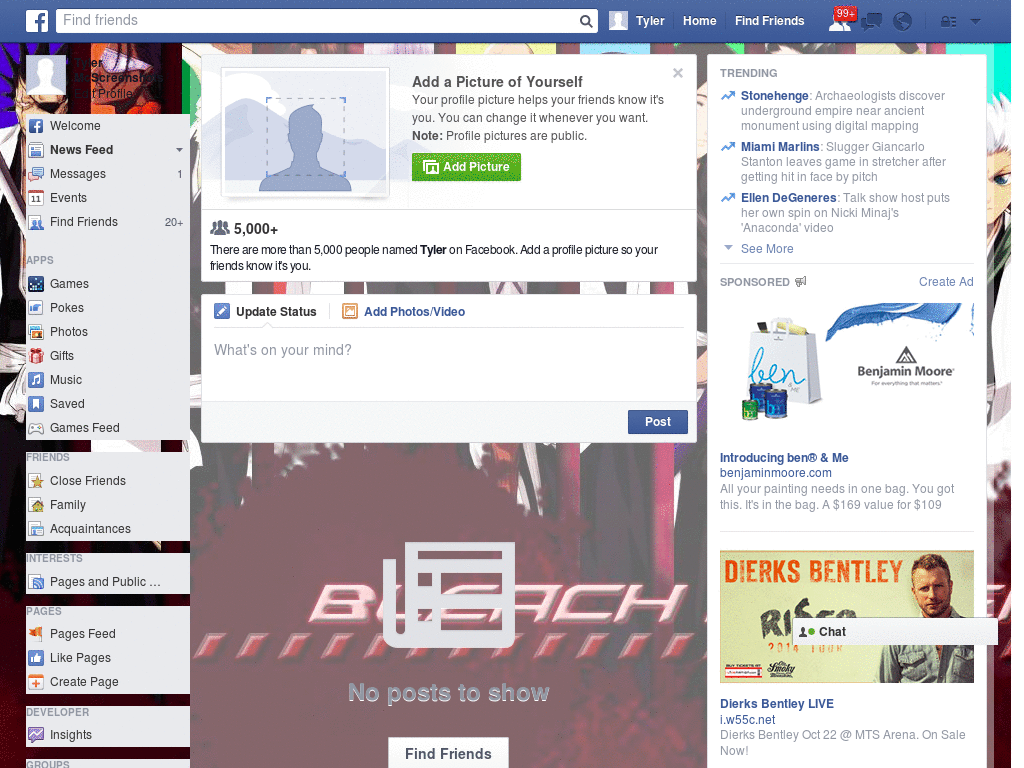 Find friends
Tyler
Home
Find Friends
99+
Tyler
Edit Profile
Welcome
News Feed
Messages 1
Events
Find Friends 20+
APPS
Games
Pokes
Photos
Gifts
Music
Saved
Games Feed
FRIENDS
Close Friends
Family
Acquaintances
INTERESTS
Pages and Public ...
PAGES
Pages Feed
Like Pages
Create Page
DEVELOPER
Insights
GROUPS
Add a Picture of Yourself
Your profile picture helps your friends know it's
you. You can change it whenever you want.
Note: Profile pictures are public.
Add Picture
5,000+
There are more than 5,000 people named Tyler on Facebook. Add a profile picture so your
friends know it's you.
Update Status
Add Photos/Video
What's on your mind?
Post
BLEACH
No posts to show
Find Friends
TRENDING
Stonehenge: Archaeologists discover
underground empire near ancient
monument using digital mapping
Miami Marlins: Slugger Giancarlo
Stanton leaves game in stretcher after
getting hit in face by pitch
Ellen DeGeneres: Talk show host puts
her own spin on Nicki Minaj's
'Anaconda' video
See More
SPONSORED
Create Ad
ben
& ME
Benjamin Moore®
For everything that matters.®
Introducing ben® & Me
benjaminmoore.com
All your painting needs in one bag. You got
this. It's in the bag. A $169 value for $109
DIERKS BENTLEY
2014 TOUR
BUY TICKETS AT
Chat
Dierks Bentley LIVE
i.w55c.net
Dierks Bentley Oct 22 @ MTS Arena. On Sale
Now!